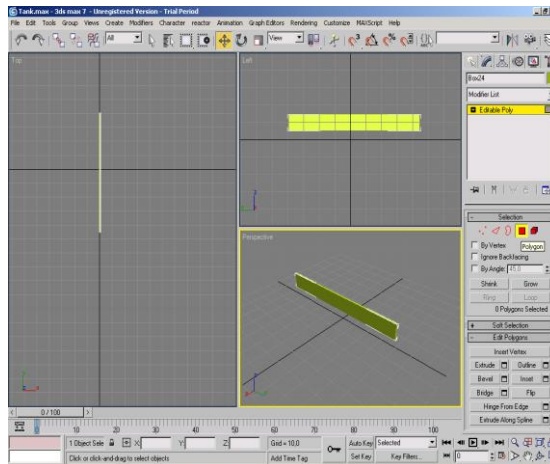 Tank.max - 3ds max 7 - Unregistered Version - Trial Period
File Edit Tools Group Views Create Modifiers Character reactor Animation Graph Editors Rendering Customize MAXScript Help
All
View
Top
Left
Perspective
Box24
Modifier List
Editable Poly
Selection
By Vertex
Polygon
Ignore Backfacing
By Angle: 45,0
Shrink Grow
Ring Loop
0 Polygons Selected
+ Soft Selection
- Edit Polygons
Insert Vertex
Extrude Outline
Bevel Inset
Bridge Flip
Hinge From Edge
Extrude Along Spline
0 / 100
0 10 20 30 40 50 60 70 80 90 100
1 Object Sele X: Y: Z: Grid = 10,0 Auto Key Selected
Click or click-and-drag to select objects Add Time Tag Set Key Key Filters... 0